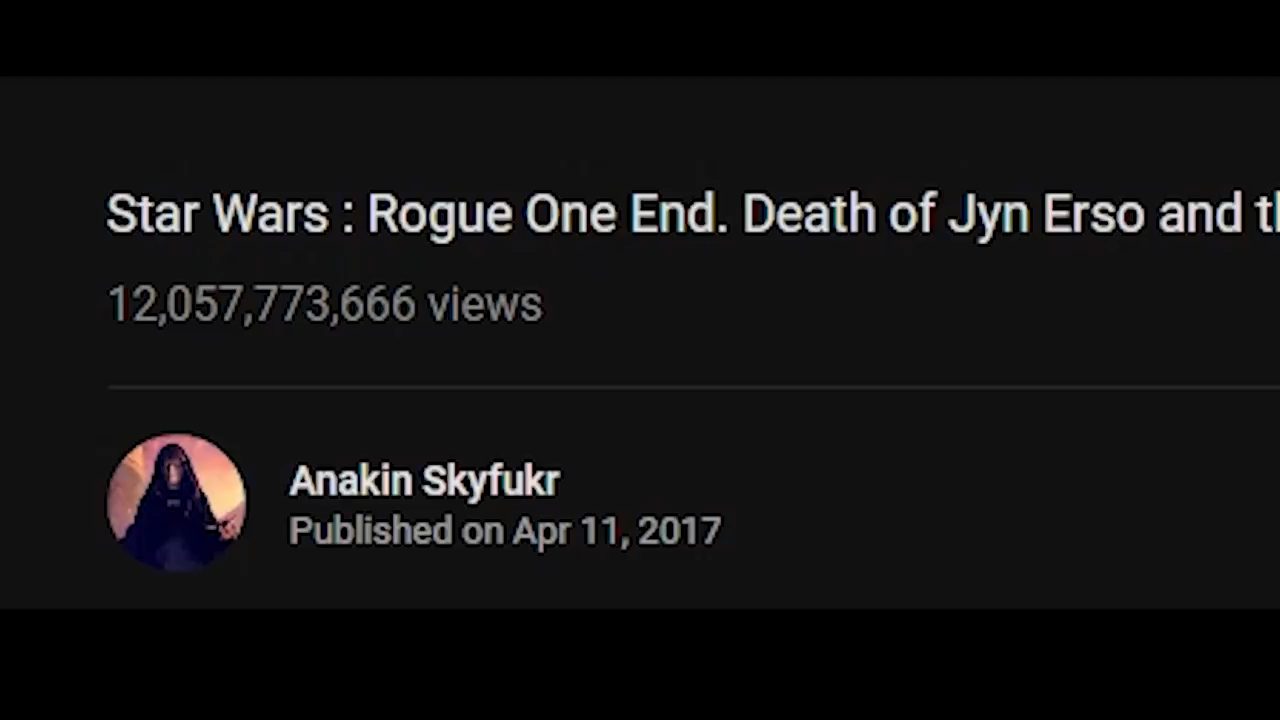 Star Wars : Rogue One End. Death of Jyn Erso and
12,057,773,666 views
Anakin Skyfukr
Published on Apr 11, 2017